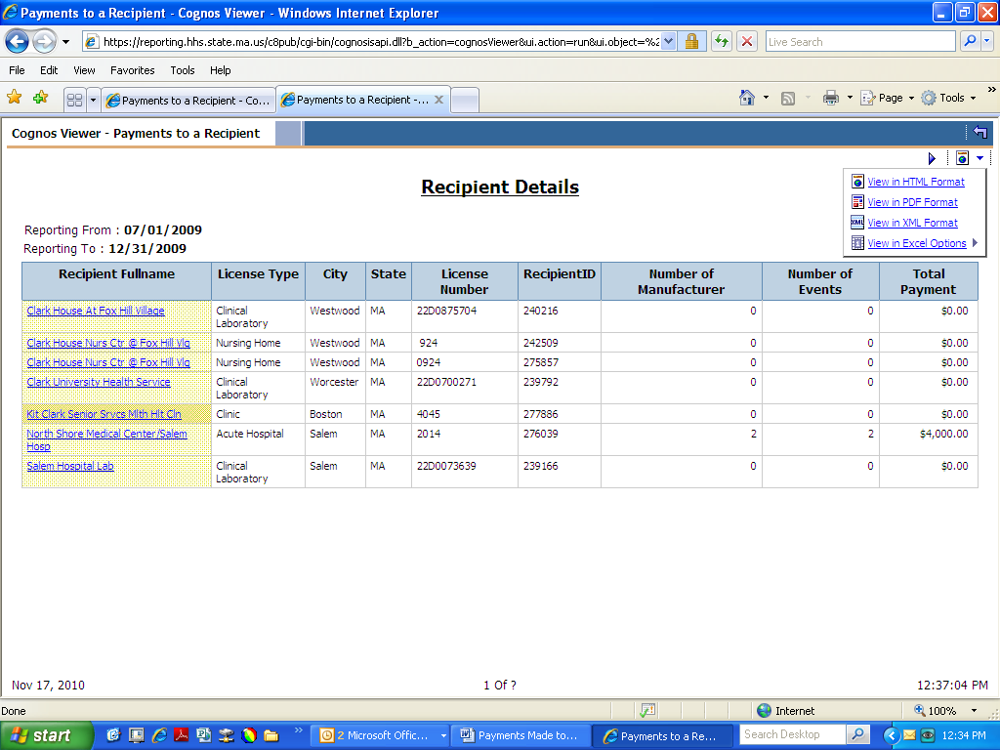 Payments to a Recipient - Cognos Viewer - Windows Internet Explorer
https://reporting.hhs.state.ma.us/c8pub/cgi-bin/cognosisapi.dll?b_action=cognosViewer&ui.action=run&ui.object=%2
Live Search
File Edit View Favorites Tools Help
Payments to a Recipient - Co... Payments to a Recipient -... Page Tools »
Cognos Viewer - Payments to a Recipient
View in HTML Format
View in PDF Format
XML View in XML Format
View in Excel Options
Recipient Details
Reporting From : 07/01/2009
Reporting To : 12/31/2009
Recipient Fullname License Type City State License Number RecipientID Number of Manufacturer Number of Events Total Payment
Clark House At Fox Hill Village Clinical Laboratory Westwood MA 22D0875704 240216 0 0 $0.00
Clark House Nurs Ctr @ Fox Hill Vlg Nursing Home Westwood MA 924 242509 0 0 $0.00
Clark House Nurs Ctr @ Fox Hill Vlg Nursing Home Westwood MA 0924 275857 0 0 $0.00
Clark University Health Service Clinical Laboratory Worcester MA 22D0700271 239792 0 0 $0.00
Kit Clark Senior Srvcs Mlth Hlt Cln Clinic Boston MA 4045 277886 0 0 $0.00
North Shore Medical Center/Salem Hosp Acute Hospital Salem MA 2014 276039 2 2 $4,000.00
Salem Hospital Lab Clinical Laboratory Salem MA 22D0073639 239166 0 0 $0.00
Nov 17, 2010 1 Of ? 12:37:04 PM
Done Internet 100%
start » 2 Microsoft Offic... Payments Made to... Payments to a Re... Search Desktop 12:34 PM